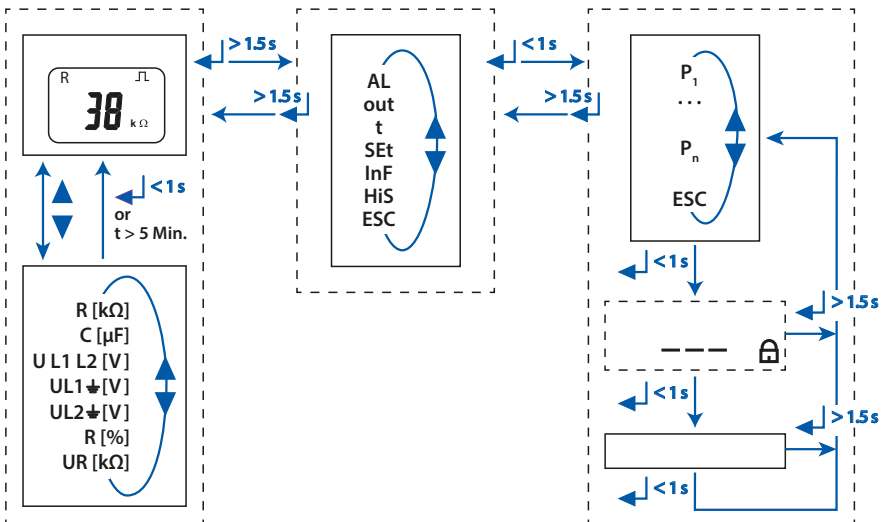 R
38 kΩ
> 1.5 s
> 1.5 s
< 1 s
or
t > 5 Min.
R [kΩ]
C [µF]
U L1 L2 [V]
UL1⏚[V]
UL2⏚[V]
R [%]
UR [kΩ]
AL
out
t
SEt
InF
HiS
ESC
< 1 s
> 1.5 s
P1
...
Pn
ESC
< 1 s
> 1.5 s
_ _ _
< 1 s
> 1.5 s
< 1 s